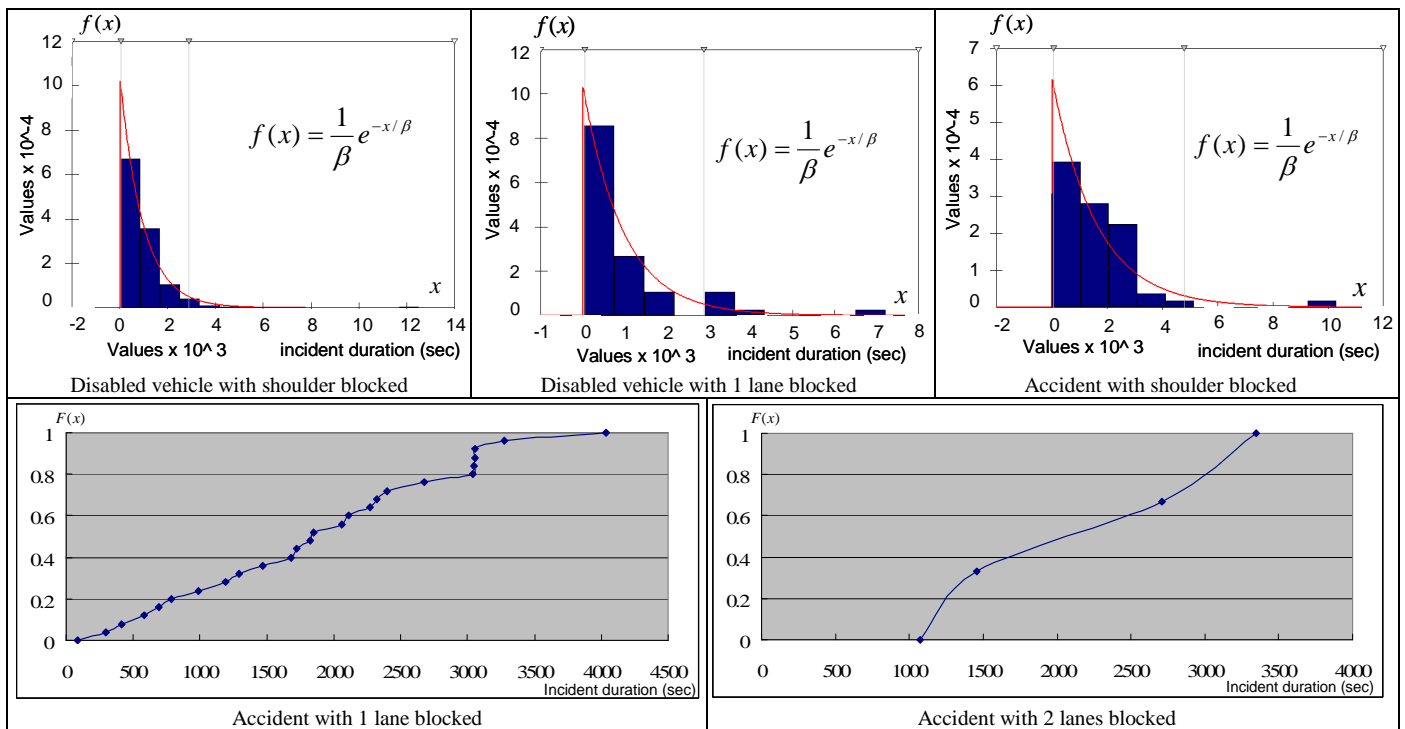 f(x)
12
10
8
6
4
2
0
Values x 10^-4
f(x) = 1/β e^{-x/β}
x
-2 0 2 4 6 8 10 12 14
Values x 10^ 3 incident duration (sec)
Disabled vehicle with shoulder blocked
f(x)
12
10
8
6
4
2
0
Values x 10^-4
f(x) = 1/β e^{-x/β}
x
-1 0 1 2 3 4 5 6 7 8
Values x 10^ 3 incident duration (sec)
Disabled vehicle with 1 lane blocked
f(x)
7
6
5
4
3
2
1
0
Values x 10^-4
f(x) = 1/β e^{-x/β}
x
-2 0 2 4 6 8 10 12
Values x 10^ 3 incident duration (sec)
Accident with shoulder blocked
F(x)
1
0.8
0.6
0.4
0.2
0
0 500 1000 1500 2000 2500 3000 3500 4000 4500
Incident duration (sec)
Accident with 1 lane blocked
F(x)
1
0.8
0.6
0.4
0.2
0
0 500 1000 1500 2000 2500 3000 3500 4000
Incident duration (sec)
Accident with 2 lanes blocked